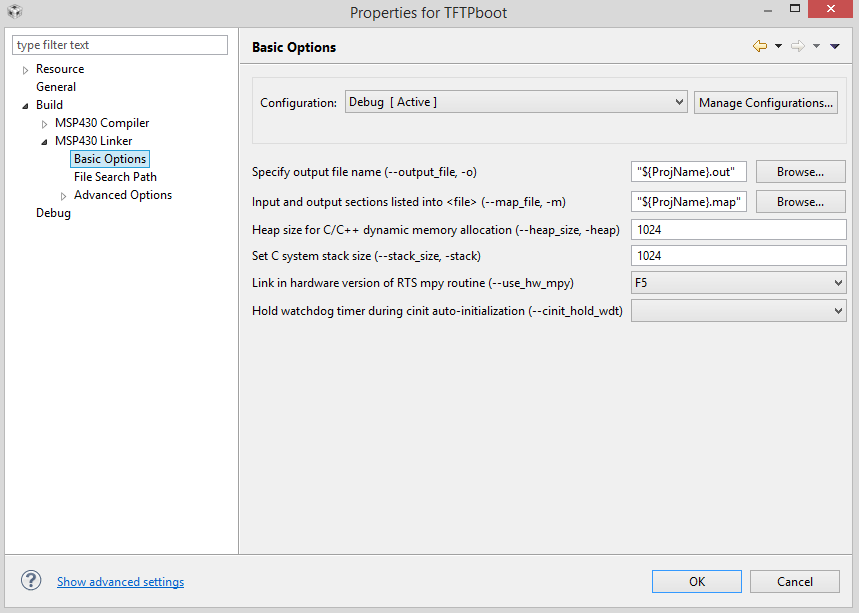 Properties for TFTPboot
type filter text
Resource
General
Build
MSP430 Compiler
MSP430 Linker
Basic Options
File Search Path
Advanced Options
Debug
Basic Options
Configuration: Debug [ Active ] Manage Configurations...
Specify output file name (--output_file, -o) "${ProjName}.out" Browse...
Input and output sections listed into <file> (--map_file, -m) "${ProjName}.map" Browse...
Heap size for C/C++ dynamic memory allocation (--heap_size, -heap) 1024
Set C system stack size (--stack_size, -stack) 1024
Link in hardware version of RTS mpy routine (--use_hw_mpy) F5
Hold watchdog timer during cinit auto-initialization (--cinit_hold_wdt)
Show advanced settings
OK Cancel